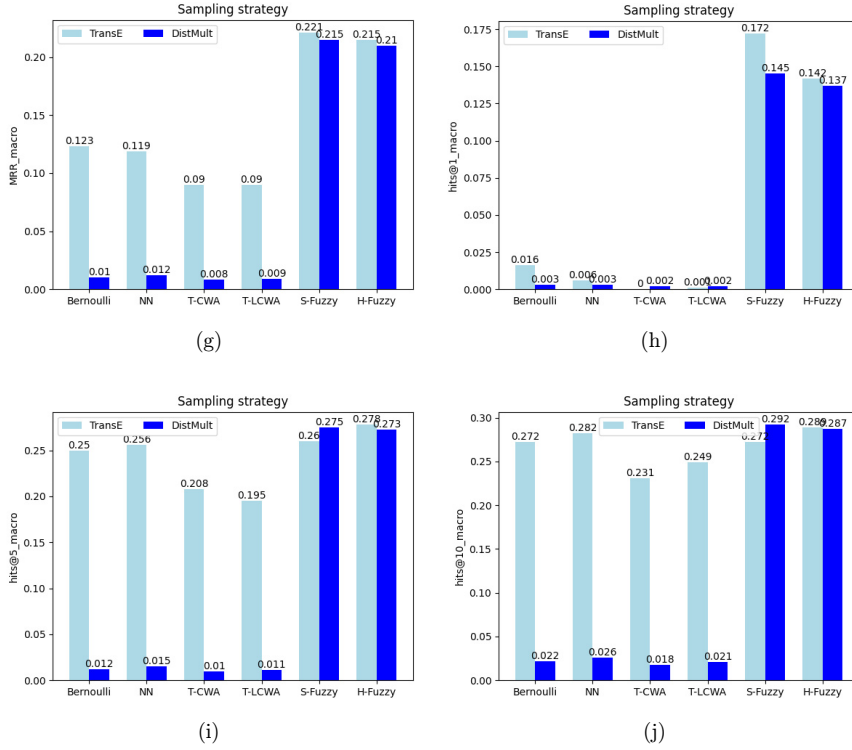 Sampling strategy
TransE DistMult
MRR_macro
0.20
0.15
0.10
0.05
0.00
0.123 0.01 0.119 0.012 0.09 0.008 0.09 0.009 0.221 0.215 0.215 0.21
Bernoulli NN T-CWA T-LCWA S-Fuzzy H-Fuzzy
(g)
Sampling strategy
TransE DistMult
hits@1_macro
0.175
0.150
0.125
0.100
0.075
0.050
0.025
0.000
0.016 0.003 0.006 0.003 0 0.002 0.001 0.002 0.172 0.145 0.142 0.137
Bernoulli NN T-CWA T-LCWA S-Fuzzy H-Fuzzy
(h)
Sampling strategy
TransE DistMult
hits@5_macro
0.25
0.20
0.15
0.10
0.05
0.00
0.25 0.012 0.256 0.015 0.208 0.01 0.195 0.011 0.26 0.275 0.278 0.273
Bernoulli NN T-CWA T-LCWA S-Fuzzy H-Fuzzy
(i)
Sampling strategy
TransE DistMult
hits@10_macro
0.30
0.25
0.20
0.15
0.10
0.05
0.00
0.272 0.022 0.282 0.026 0.231 0.018 0.249 0.021 0.272 0.292 0.289 0.287
Bernoulli NN T-CWA T-LCWA S-Fuzzy H-Fuzzy
(j)